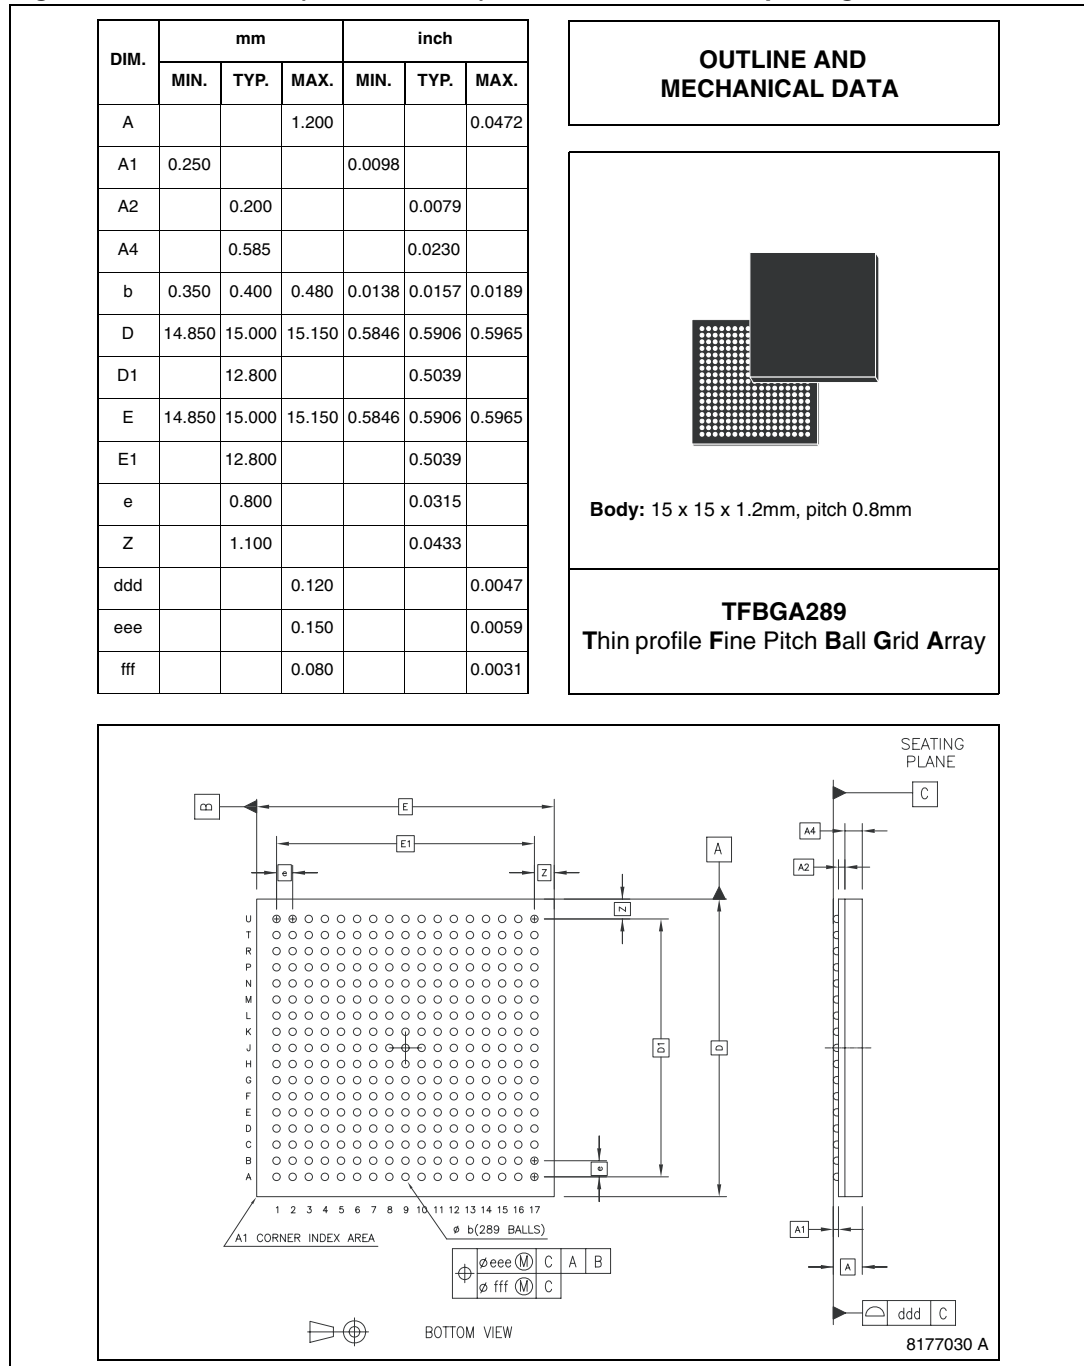 DIM. mm inch
MIN. TYP. MAX. MIN. TYP. MAX.
A 1.200 0.0472
A1 0.250 0.0098
A2 0.200 0.0079
A4 0.585 0.0230
b 0.350 0.400 0.480 0.0138 0.0157 0.0189
D 14.850 15.000 15.150 0.5846 0.5906 0.5965
D1 12.800 0.5039
E 14.850 15.000 15.150 0.5846 0.5906 0.5965
E1 12.800 0.5039
e 0.800 0.0315
Z 1.100 0.0433
ddd 0.120 0.0047
eee 0.150 0.0059
fff 0.080 0.0031
OUTLINE AND
MECHANICAL DATA
Body: 15 x 15 x 1.2mm, pitch 0.8mm
TFBGA289
Thin profile Fine Pitch Ball Grid Array
SEATING
PLANE
C
B
E
A4
E1
A
A2
e
Z
Z
U
T
R
P
N
M
L
K
J
H
G
F
E
D
C
B
A
D1
D
e
1 2 3 4 5 6 7 8 9 10 11 12 13 14 15 16 17
ø b(289 BALLS)
A1 CORNER INDEX AREA
A1
A
ø eee Ⓜ C A B
ø fff Ⓜ C
ddd C
BOTTOM VIEW
8177030 A